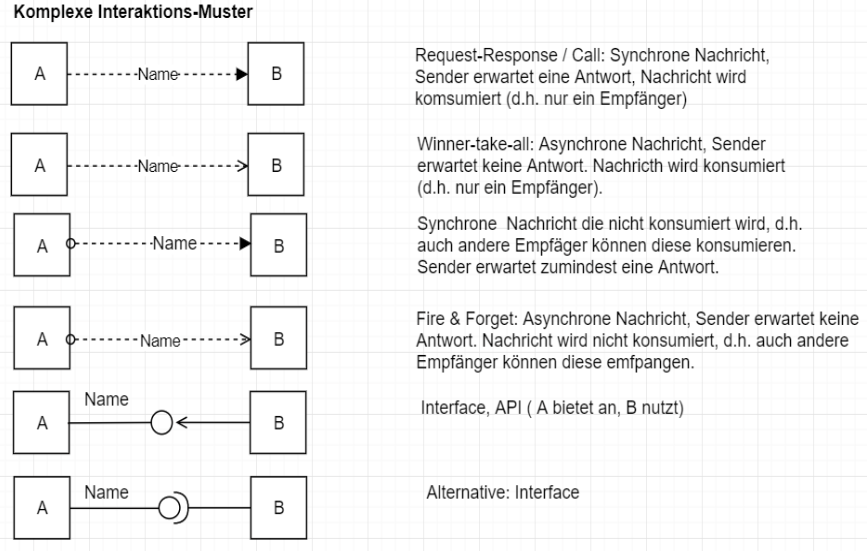 Komplexe Interaktions-Muster
A Name B
Request-Response / Call: Synchrone Nachricht,
Sender erwartet eine Antwort, Nachricht wird
komsumiert (d.h. nur ein Empfänger)
A Name B
Winner-take-all: Asynchrone Nachricht, Sender
erwartet keine Antwort. Nachricth wird konsumiert
(d.h. nur ein Empfänger).
A Name B
Synchrone Nachricht die nicht konsumiert wird, d.h.
auch andere Empfäger können diese konsumieren.
Sender erwartet zumindest eine Antwort.
A Name B
Fire & Forget: Asynchrone Nachricht, Sender erwartet keine
Antwort. Nachricht wird nicht konsumiert, d.h. auch andere
Empfänger können diese emfpangen.
A Name B
Interface, API ( A bietet an, B nutzt)
A Name B
Alternative: Interface